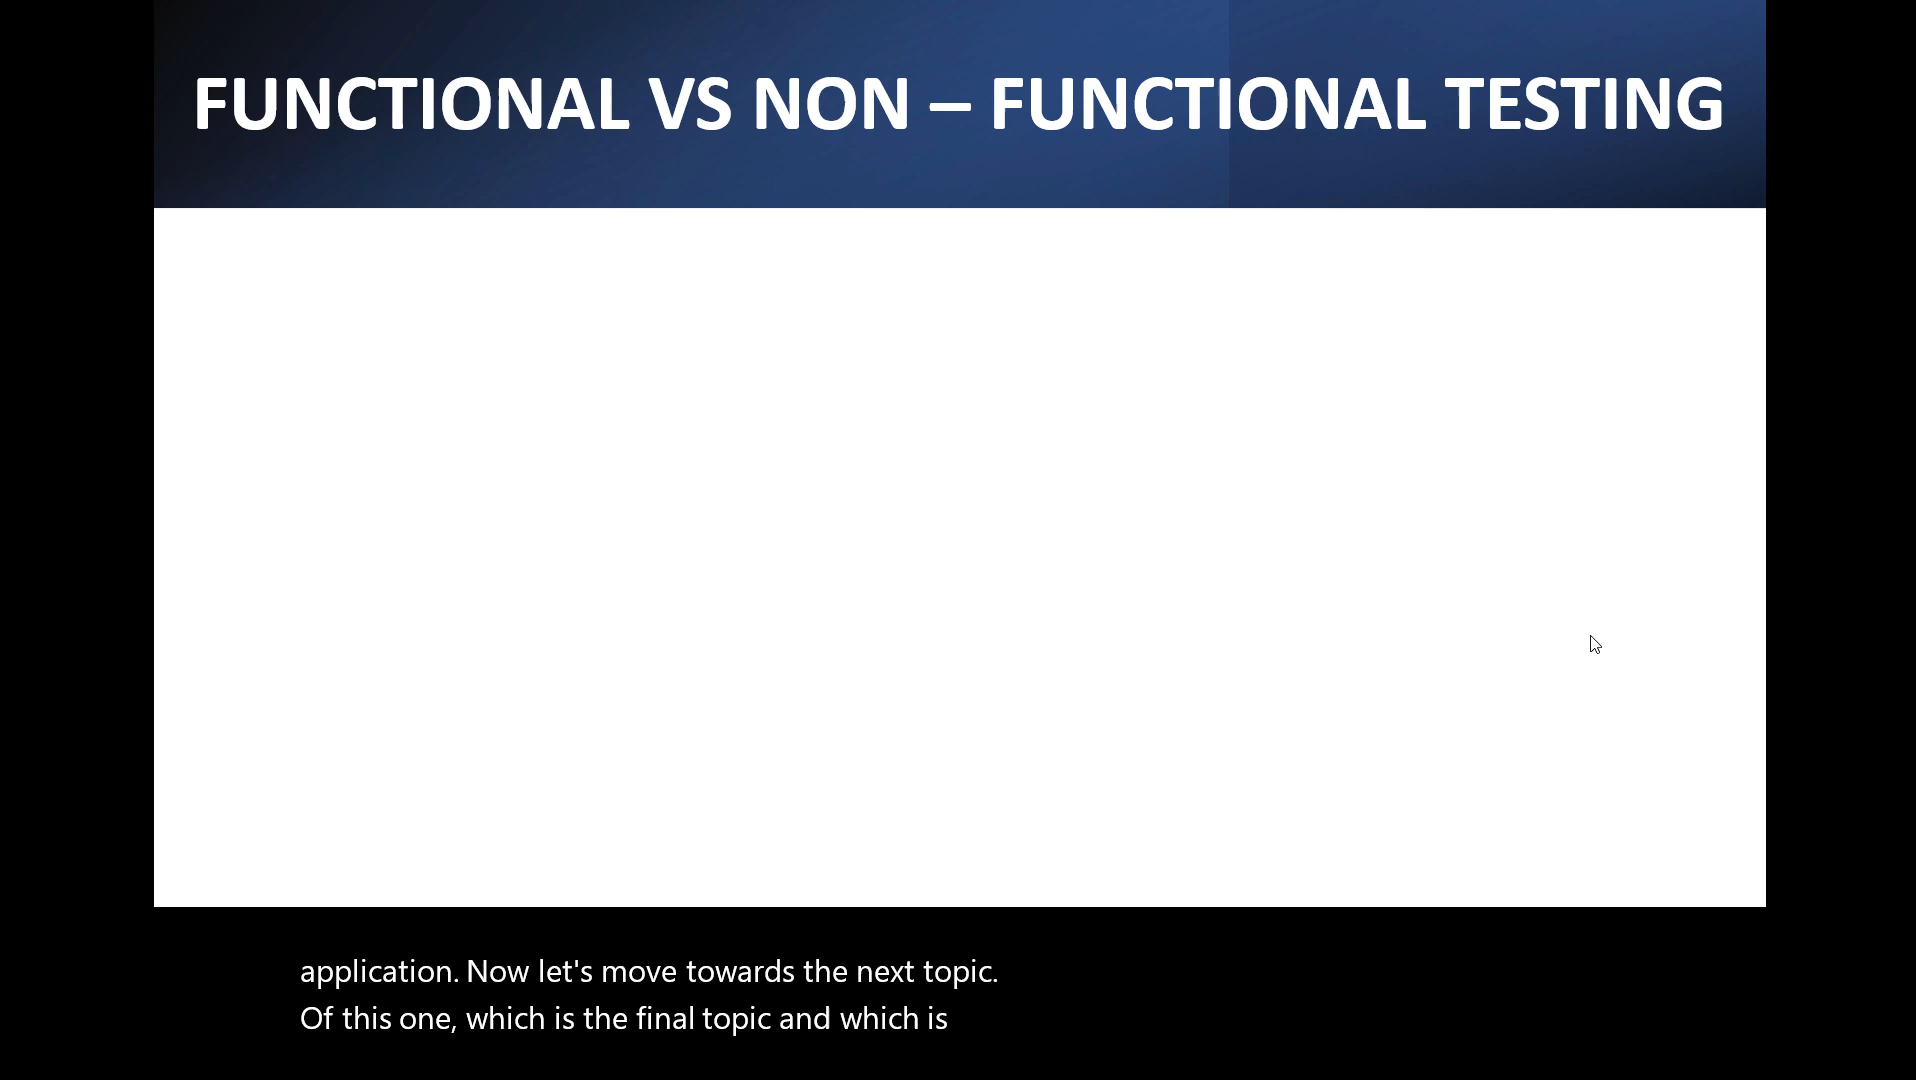 FUNCTIONAL VS NON – FUNCTIONAL TESTING
application. Now let's move towards the next topic.
Of this one, which is the final topic and which is